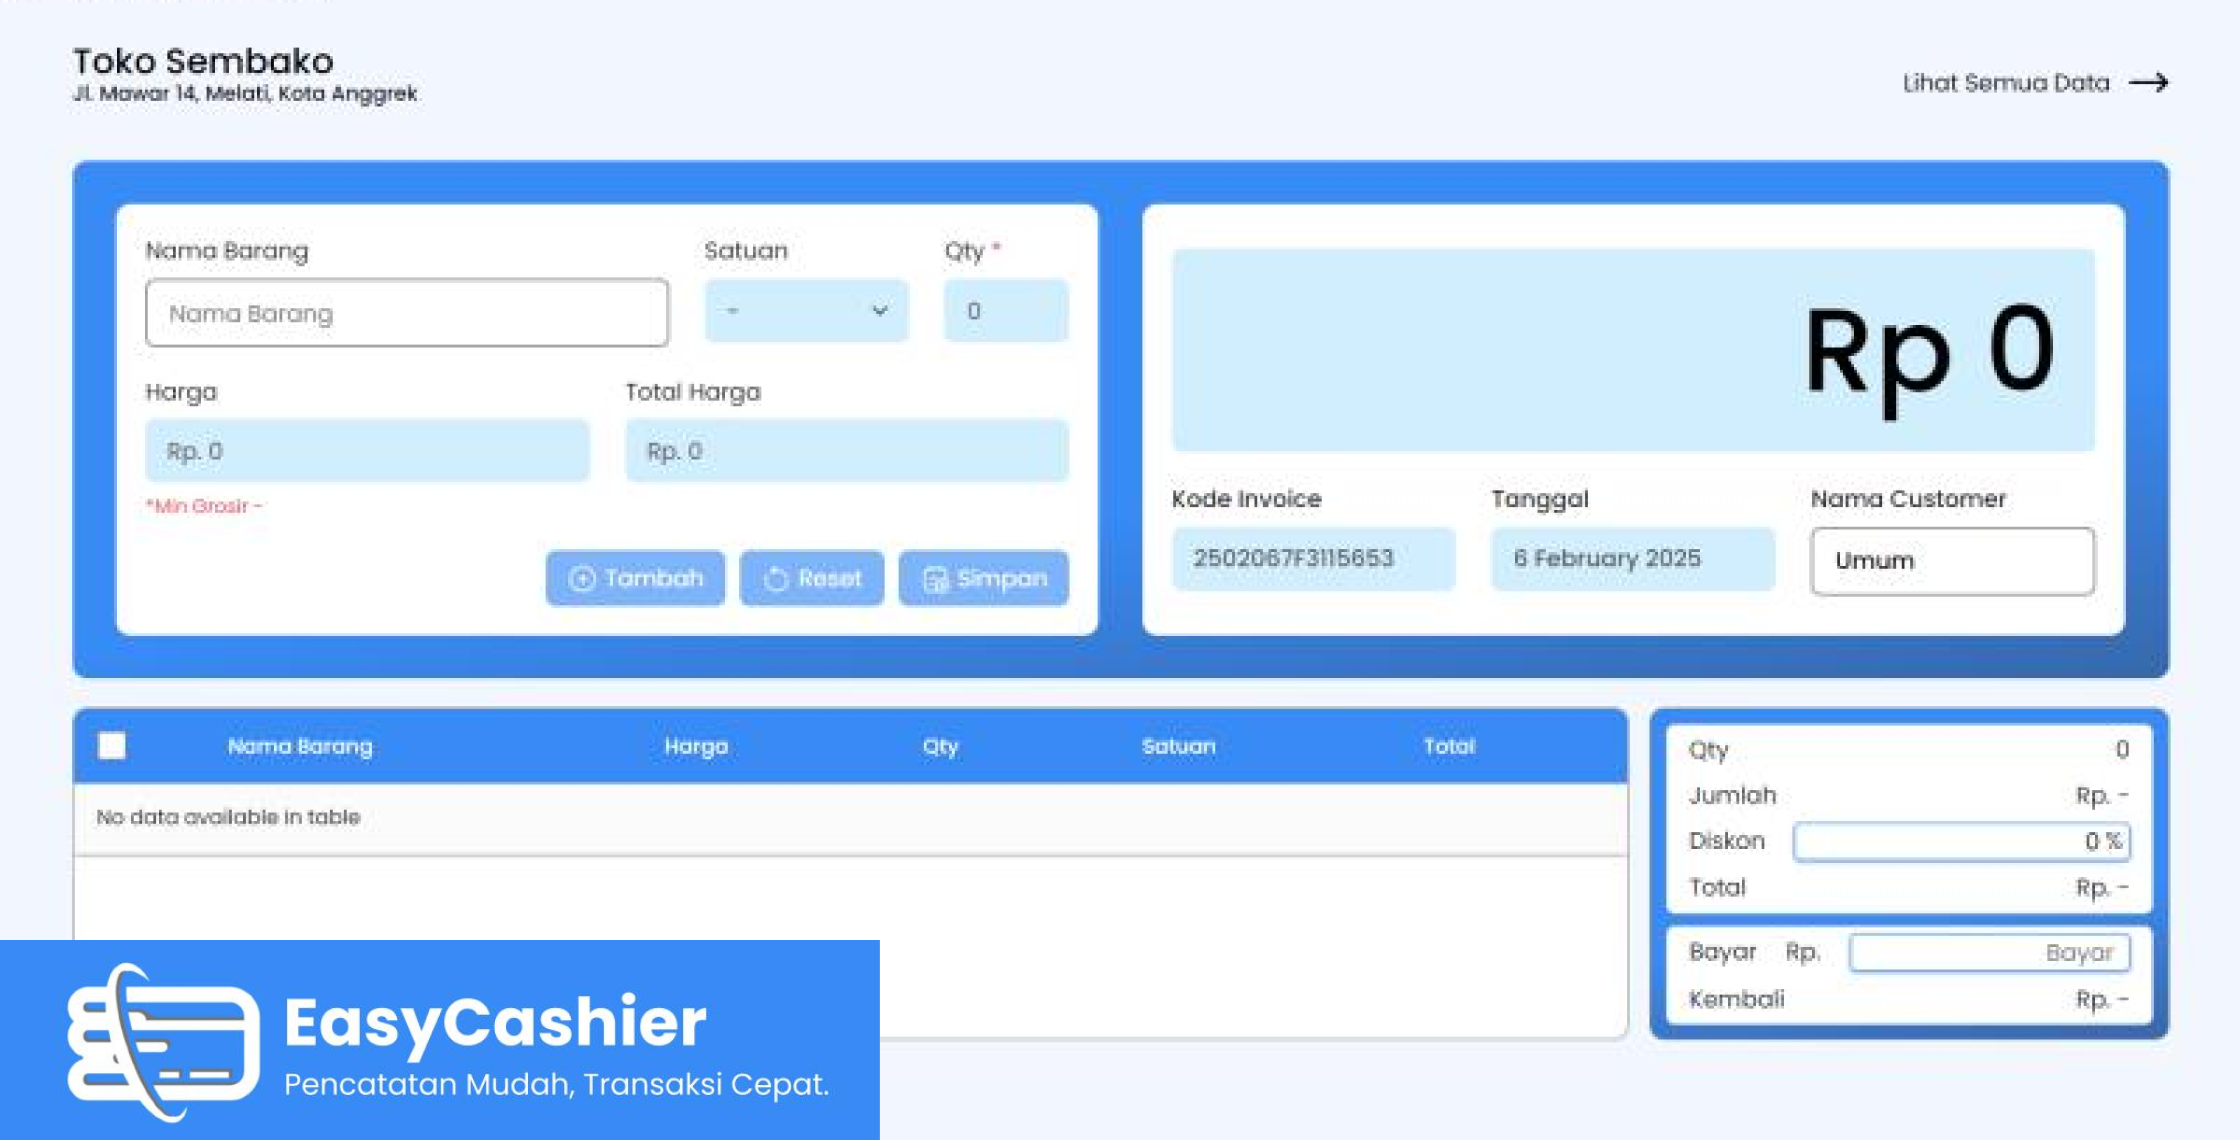 Toko Sembako
Jl. Mawar 14, Melati, Kota Anggrek
Lihat Semua Data
Nama Barang
Satuan
Qty *
Nama Barang
-
0
Harga
Total Harga
Rp. 0
Rp. 0
*Min Grosir -
Tambah
Reset
Simpan
Rp 0
Kode Invoice
Tanggal
Nama Customer
2502067F3115653
6 February 2025
Umum
Nama Barang
Harga
Qty
Satuan
Total
No data available in table
Qty 0
Jumlah Rp. -
Diskon 0 %
Total Rp. -
Bayar Rp. Bayar
Kembali Rp. -
EasyCashier
Pencatatan Mudah, Transaksi Cepat.